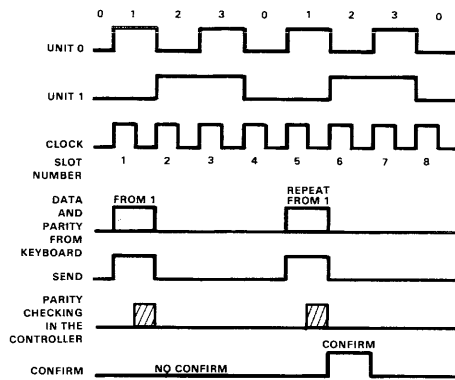 0 1 2 3 0 1 2 3 0
UNIT 0
UNIT 1
CLOCK
SLOT
NUMBER
1 2 3 4 5 6 7 8
DATA
AND
PARITY
FROM
KEYBOARD
FROM 1
REPEAT
FROM 1
SEND
PARITY
CHECKING
IN THE
CONTROLLER
CONFIRM
CONFIRM
NO CONFIRM